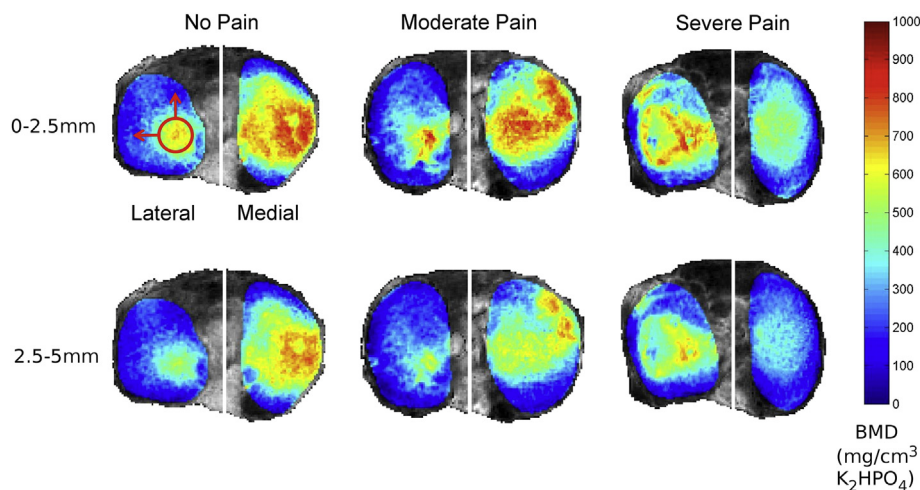 No Pain
Moderate Pain
Severe Pain
0-2.5mm
Lateral
Medial
2.5-5mm
1000
900
800
700
600
500
400
300
200
100
0
BMD
(mg/cm³
K₂HPO₄)